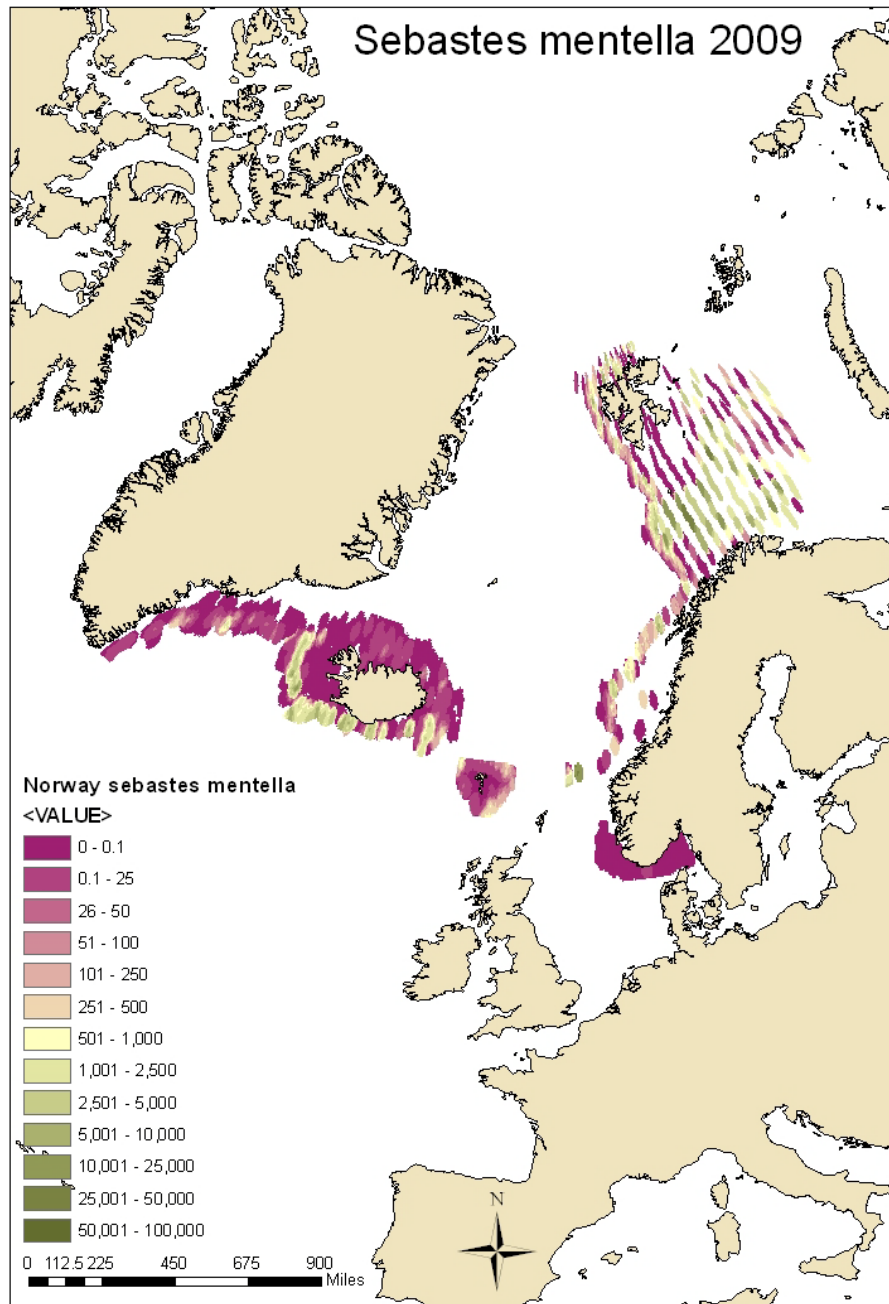 Sebastes mentella 2009
Norway sebastes mentella
<VALUE>
0 - 0.1
0.1 - 25
26 - 50
51 - 100
101 - 250
251 - 500
501 - 1,000
1,001 - 2,500
2,501 - 5,000
5,001 - 10,000
10,001 - 25,000
25,001 - 50,000
50,001 - 100,000
N
0 112.5 225 450 900
Miles